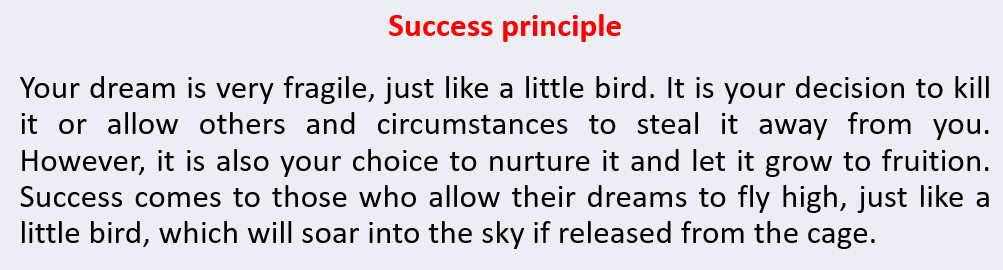 Success principle
Your dream is very fragile, just like a little bird. It is your decision to kill
it or allow others and circumstances to steal it away from you.
However, it is also your choice to nurture it and let it grow to fruition.
Success comes to those who allow their dreams to fly high, just like a
little bird, which will soar into the sky if released from the cage.